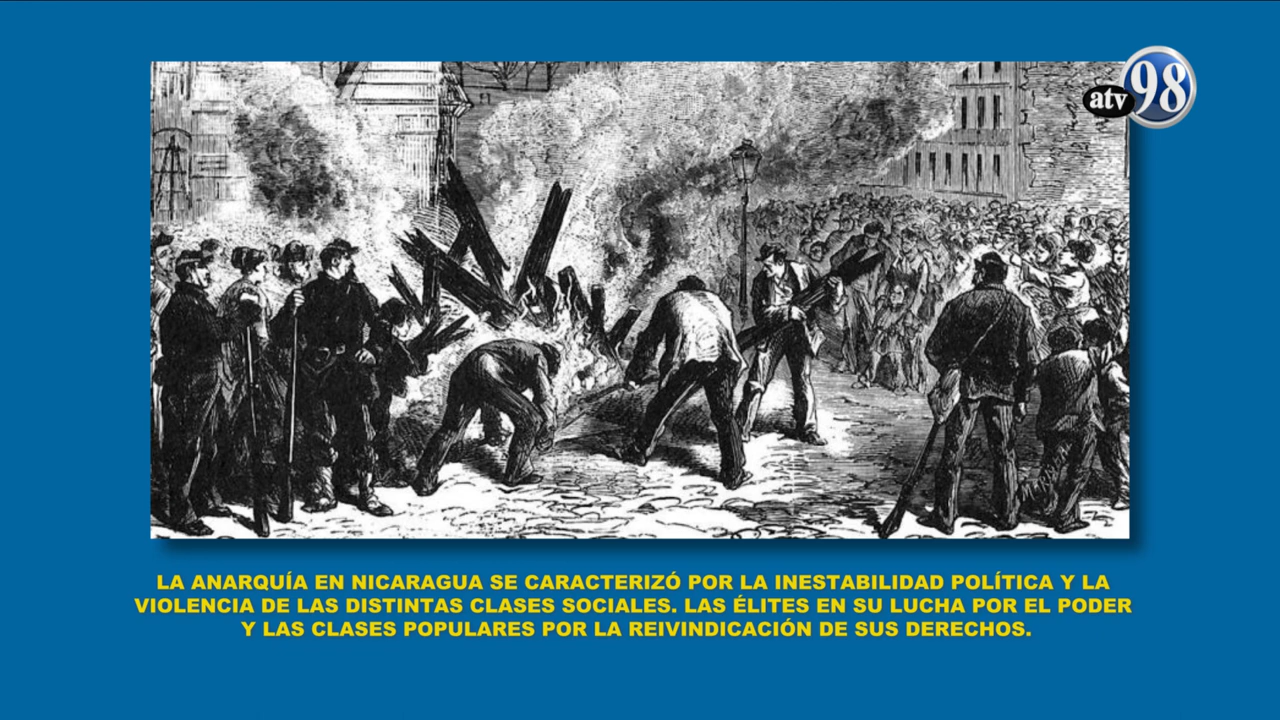 atv 98
LA ANARQUÍA EN NICARAGUA SE CARACTERIZÓ POR LA INESTABILIDAD POLÍTICA Y LA
VIOLENCIA DE LAS DISTINTAS CLASES SOCIALES. LAS ÉLITES EN SU LUCHA POR EL PODER
Y LAS CLASES POPULARES POR LA REIVINDICACIÓN DE SUS DERECHOS.